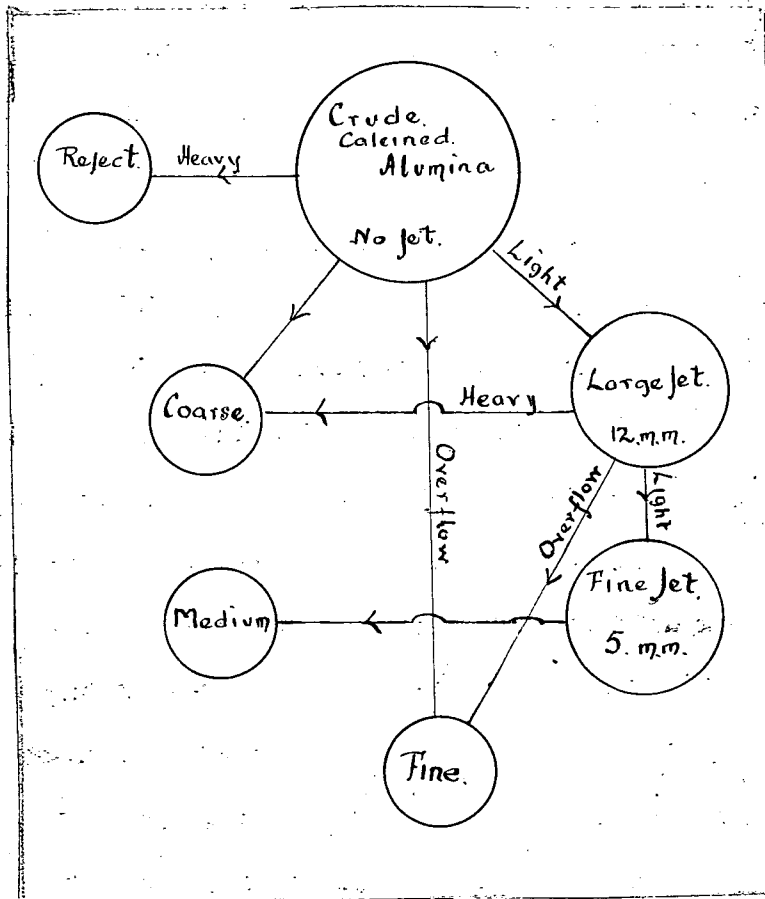 Crude.
Calcined.
Alumina
No Jet.
Reject.
Heavy
Light
Large Jet.
12.m.m.
Coarse.
Heavy
Overflow
Overflow
Light
Fine Jet.
5. m.m.
Medium
Fine.